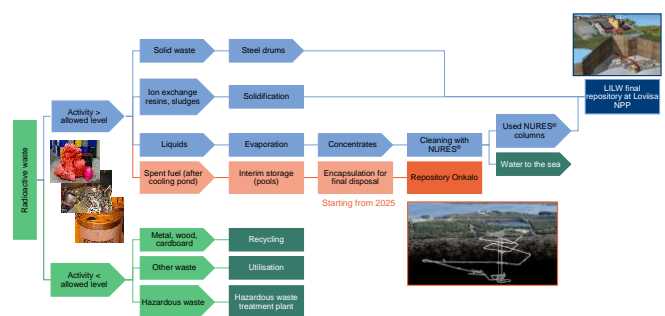 Radioactive waste
Activity >
allowed level
Solid waste
Steel drums
Ion exchange
resins, sludges
Solidification
Liquids
Evaporation
Concentrates
Cleaning with
NURES®
Used NURES®
columns
Water to the sea
LILW final
repository at Loviisa
NPP
Spent fuel (after
cooling pond)
Interim storage
(pools)
Encapsulation for
final disposal
Repository Onkalo
Starting from 2025
Activity <
allowed level
Metal, wood,
cardboard
Recycling
Other waste
Utilisation
Hazardous waste
Hazardous waste
treatment plant